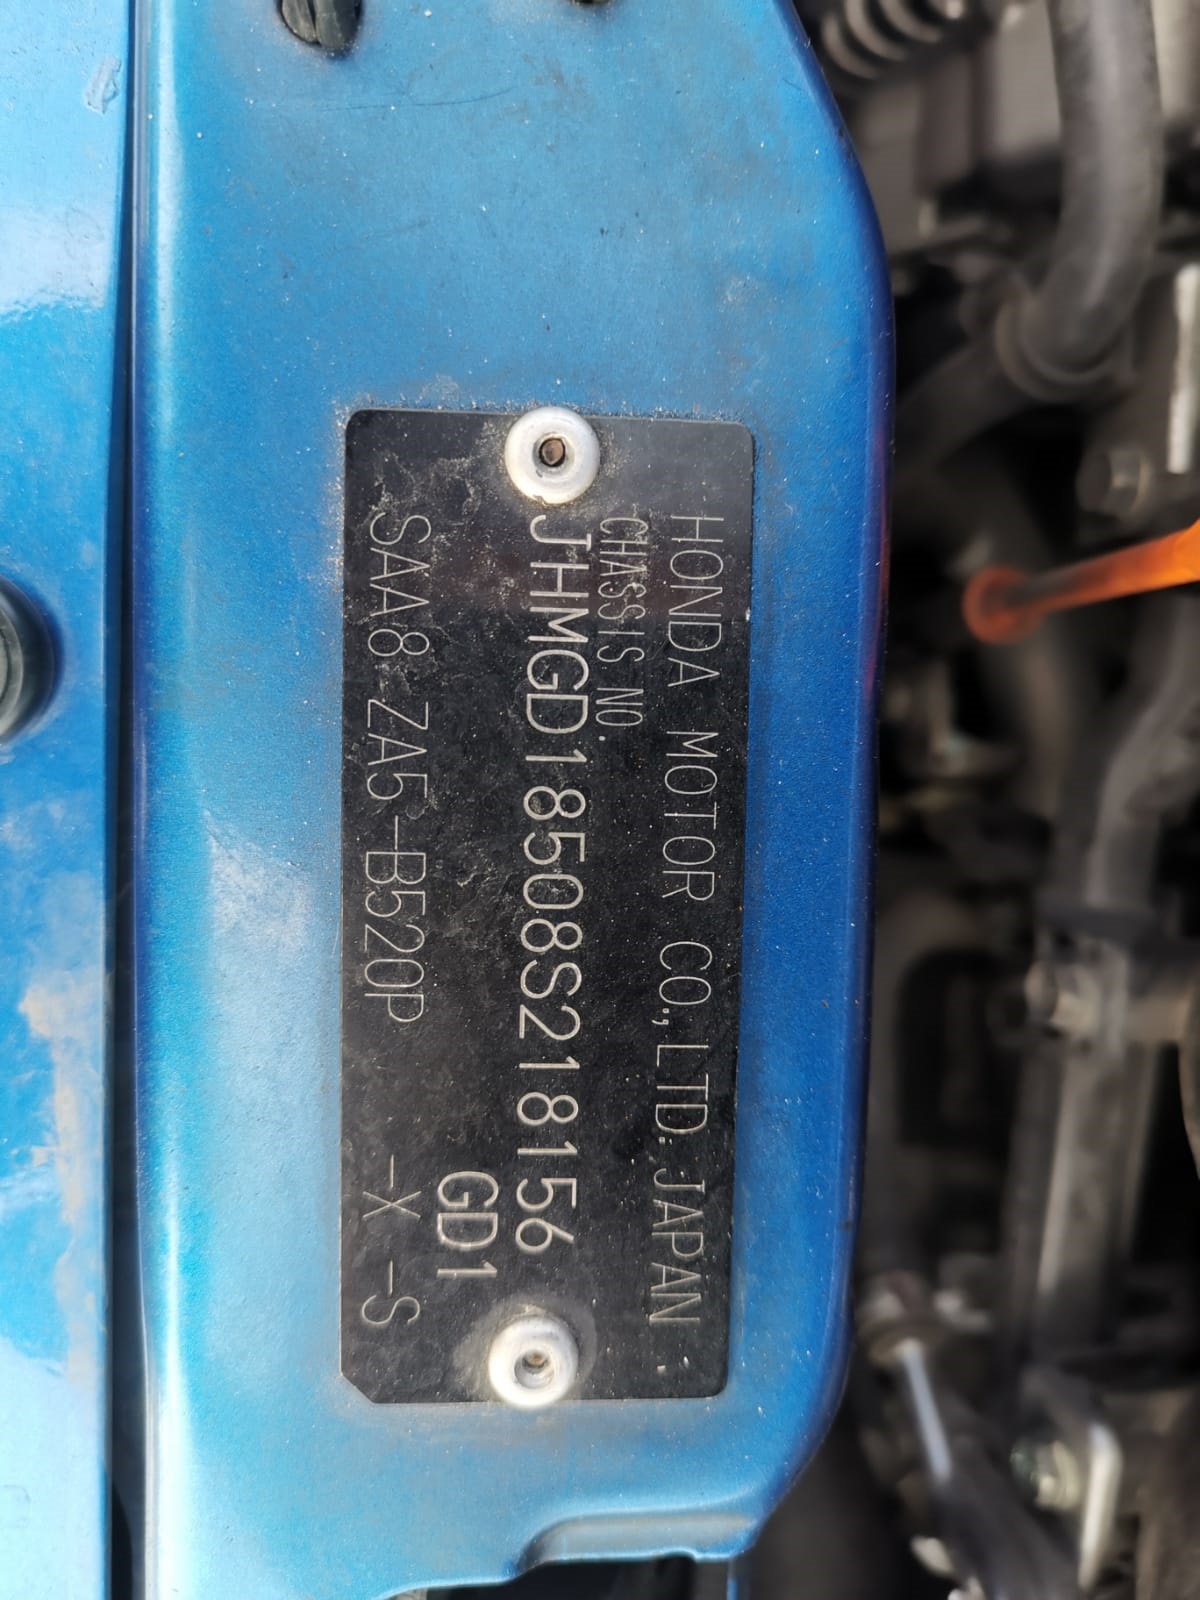 HONDA MOTOR CO.,LTD. JAPAN
CHASSIS NO.
JHMGD18508S218156
GD1
SAA8-ZA5-B520P -X -S